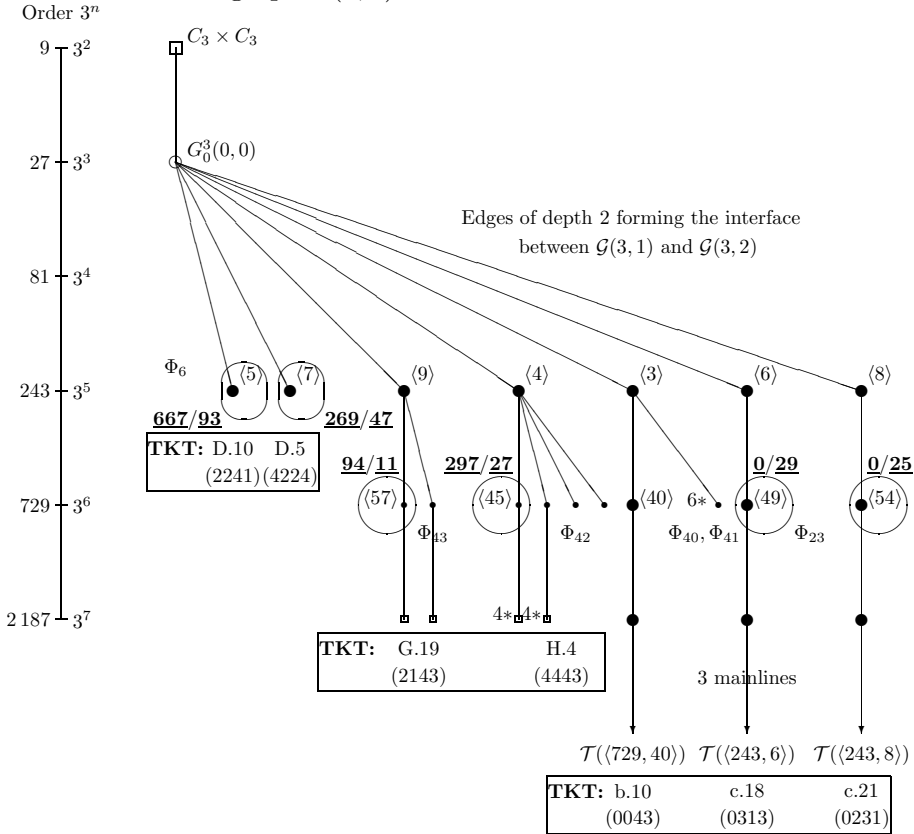 Order 3^n
C_3 × C_3
9 3^2
G_0^3(0, 0)
27 3^3
Edges of depth 2 forming the interface
between 𝒢(3, 1) and 𝒢(3, 2)
81 3^4
Φ_6 ⟨5⟩ ⟨7⟩ ⟨9⟩ ⟨4⟩ ⟨3⟩ ⟨6⟩ ⟨8⟩
243 3^5
667/93 269/47
TKT: D.10 D.5
(2241) (4224)
94/11 297/27 0/29 0/25
729 3^6 ⟨57⟩ ⟨45⟩ ⟨40⟩ 6∗ ⟨49⟩ ⟨54⟩
Φ_43 Φ_42 Φ_40, Φ_41 Φ_23
2 187 3^7 4∗ 4∗
TKT: G.19 H.4
(2143) (4443)
3 mainlines
𝒯(⟨729, 40⟩) 𝒯(⟨243, 6⟩) 𝒯(⟨243, 8⟩)
TKT: b.10 c.18 c.21
(0043) (0313) (0231)